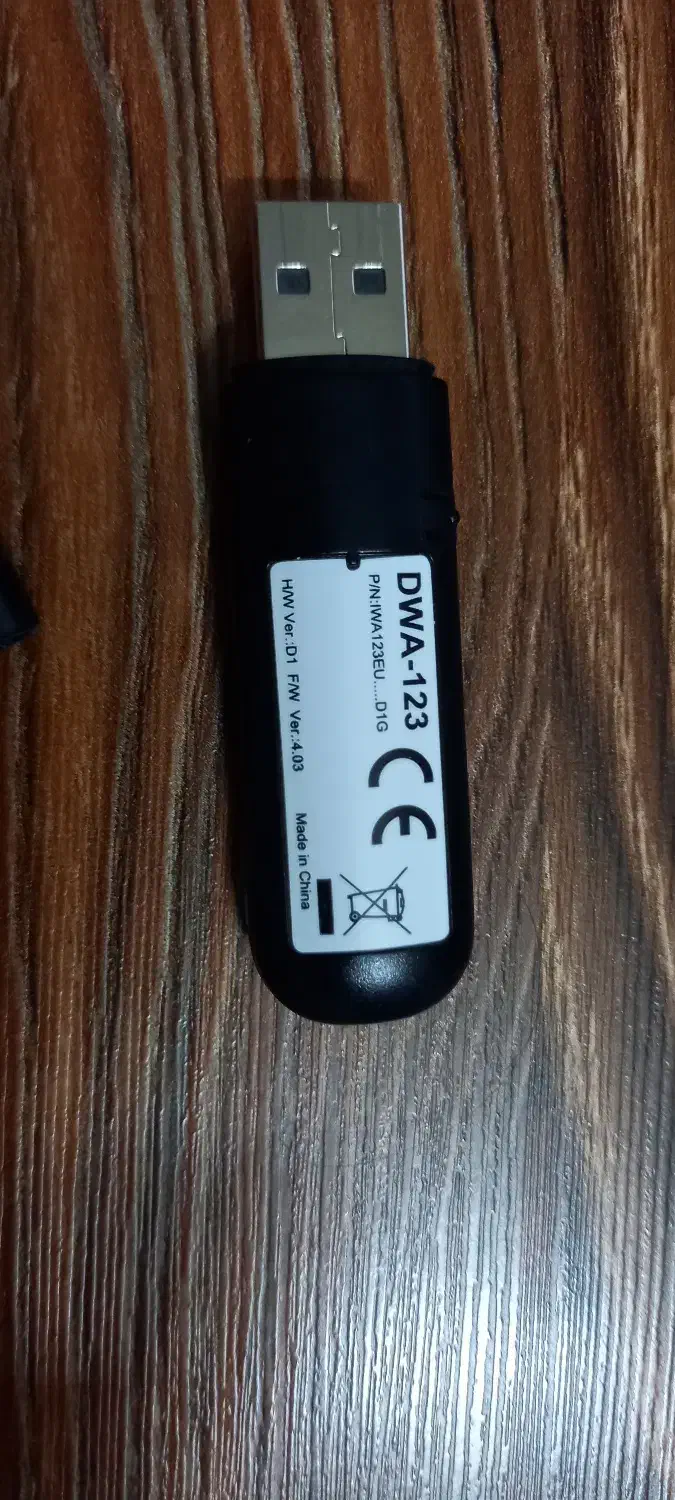 DWA-123
P/N:IWA123EU.....D1G
CE
H/W Ver.:D1 F/W Ver.:4.03 Made in China